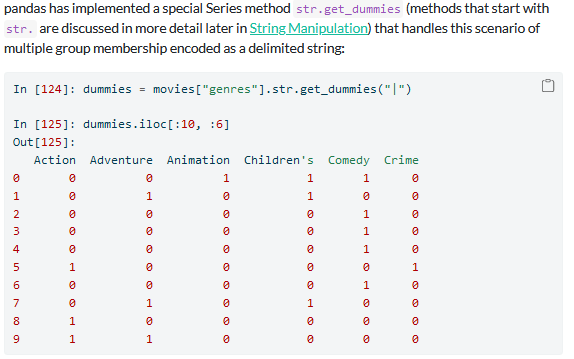 pandas has implemented a special Series method str.get_dummies (methods that start with
str. are discussed in more detail later in String Manipulation) that handles this scenario of
multiple group membership encoded as a delimited string:
In [124]: dummies = movies["genres"].str.get_dummies("|")
In [125]: dummies.iloc[:10, :6]
Out[125]:
Action Adventure Animation Children's Comedy Crime
0 0 0 1 1 1 0
1 0 1 0 1 0 0
2 0 0 0 0 1 0
3 0 0 0 0 1 0
4 0 0 0 0 1 0
5 1 0 0 0 0 1
6 0 0 0 0 1 0
7 0 1 0 1 0 0
8 1 0 0 0 0 0
9 1 1 0 0 0 0